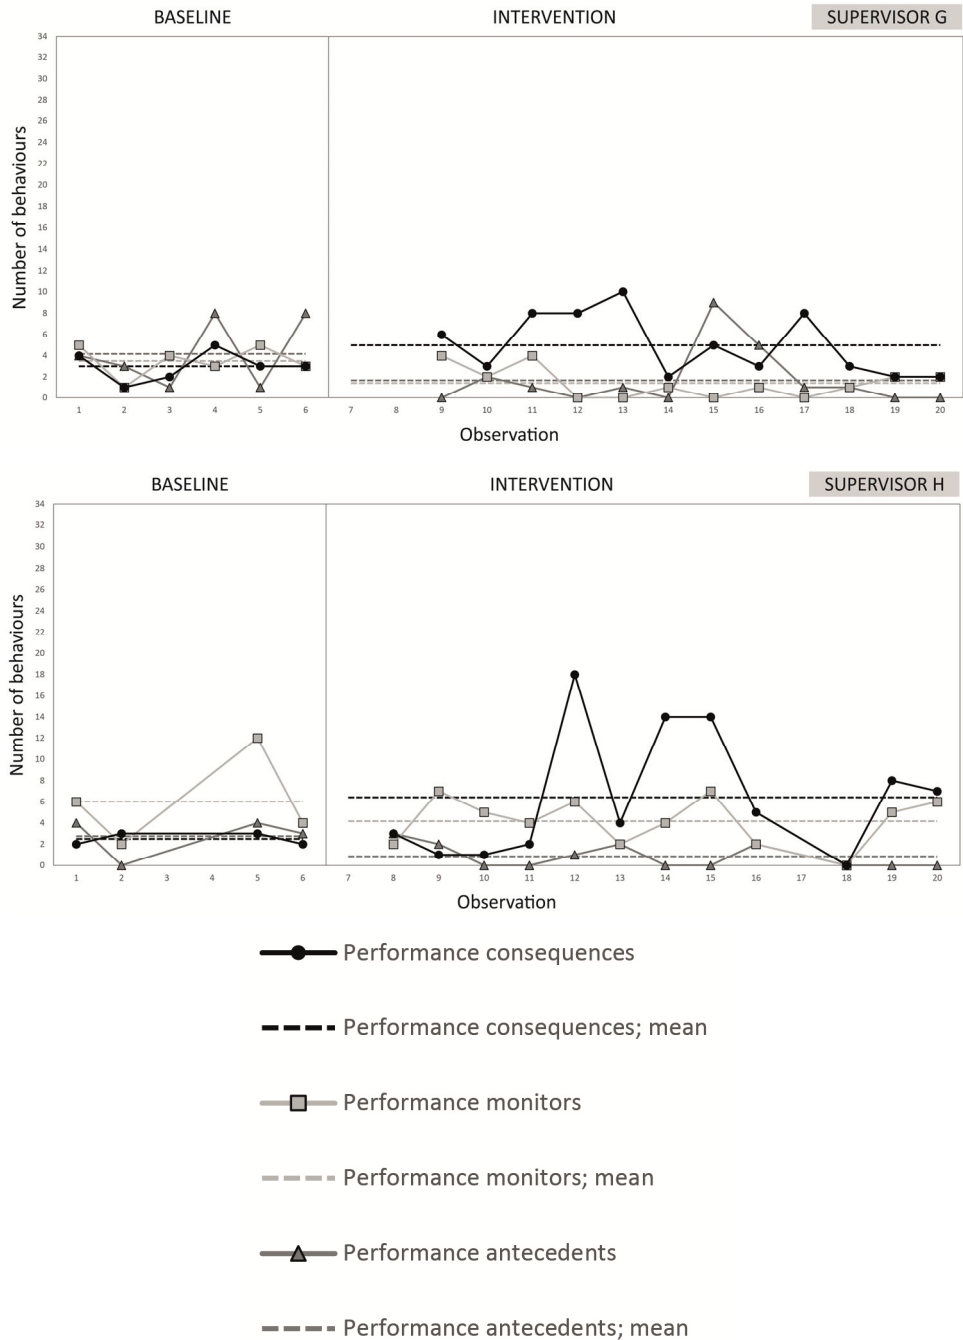 BASELINE INTERVENTION SUPERVISOR G
34
32
30
28
26
24
22
20
18
16
14
12
10
8
6
4
2
0
Number of behaviours
1 2 3 4 5 6 7 8 9 10 11 12 13 14 15 16 17 18 19 20
Observation
BASELINE INTERVENTION SUPERVISOR H
34
32
30
28
26
24
22
20
18
16
14
12
10
8
6
4
2
0
Number of behaviours
1 2 3 4 5 6 7 8 9 10 11 12 13 14 15 16 17 18 19 20
Observation
Performance consequences
Performance consequences; mean
Performance monitors
Performance monitors; mean
Performance antecedents
Performance antecedents; mean